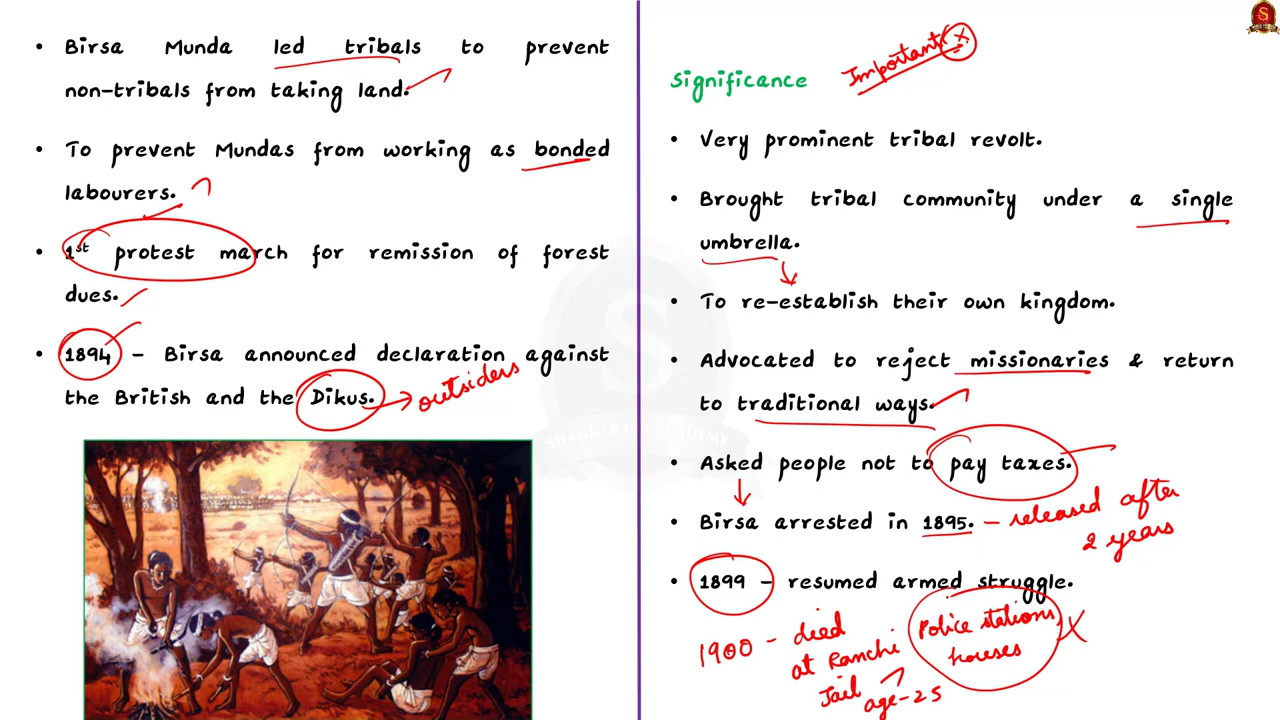 • Birsa Munda led tribals to prevent
non-tribals from taking land.
• To prevent Mundas from working as bonded
labourers.
• 1st protest march for remission of forest
dues.
• 1894 - Birsa announced declaration against
the British and the Dikus. → outsiders
Important
Significance
• Very prominent tribal revolt.
• Brought tribal community under a single
umbrella.
• To re-establish their own kingdom.
• Advocated to reject missionaries & return
to traditional ways.
• Asked people not to pay taxes.
• Birsa arrested in 1895. - released after
2 years
• 1899 - resumed armed struggle.
Police stations,
houses
1900 - died
at Ranchi
Jail
age-25
SHANKAR IAS ACADEMY
S